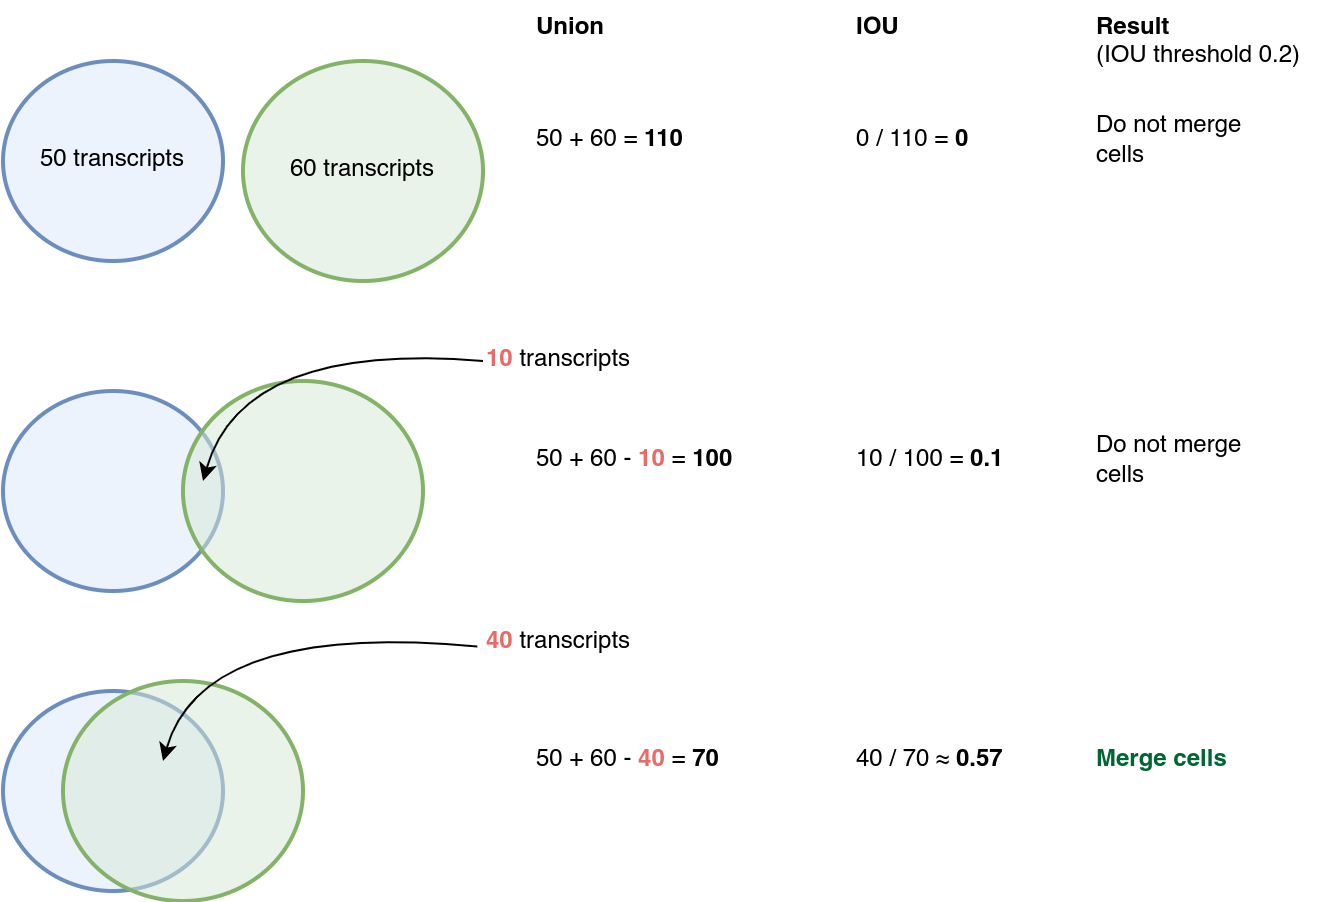 Union
IOU
Result
(IOU threshold 0.2)
50 transcripts
60 transcripts
50 + 60 = 110
0 / 110 = 0
Do not merge
cells
10 transcripts
50 + 60 - 10 = 100
10 / 100 = 0.1
Do not merge
cells
40 transcripts
50 + 60 - 40 = 70
40 / 70 ≈ 0.57
Merge cells